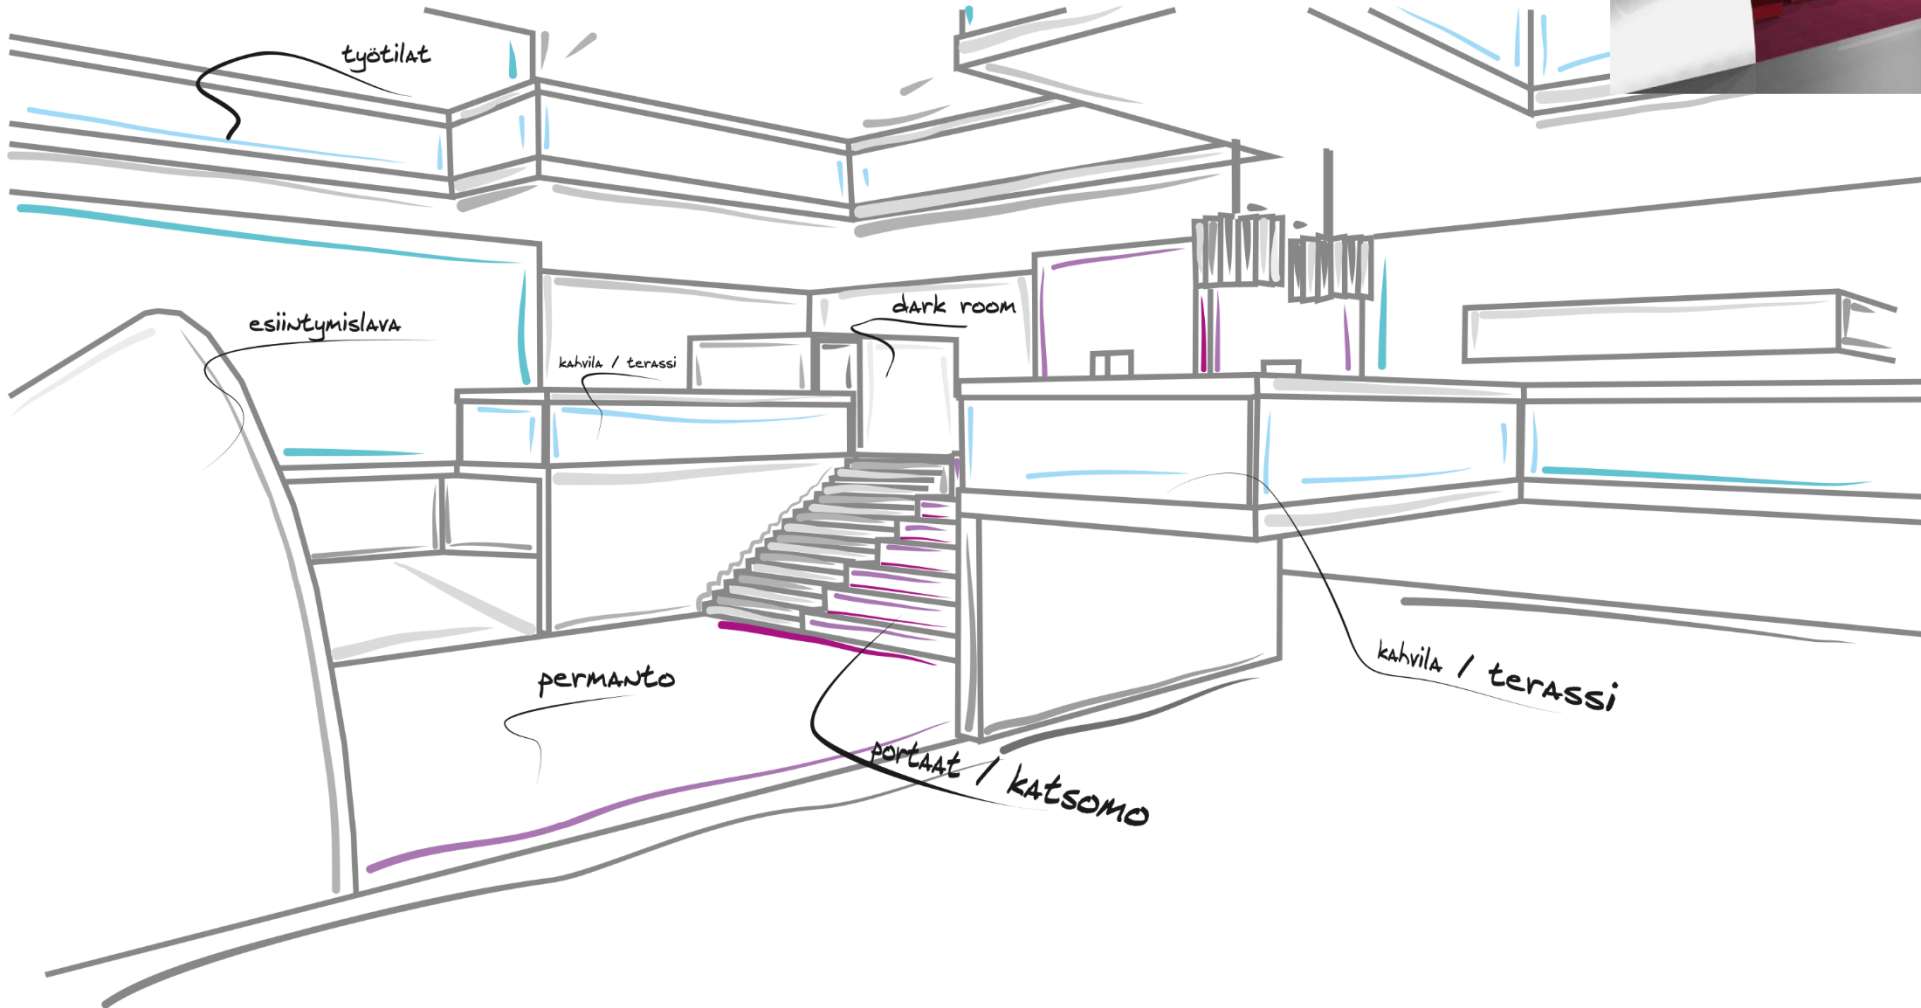 työtilat
dark room
esiintymislava
kahvila / terassi
kahvila / terassi
permanto
portaat / katsomo